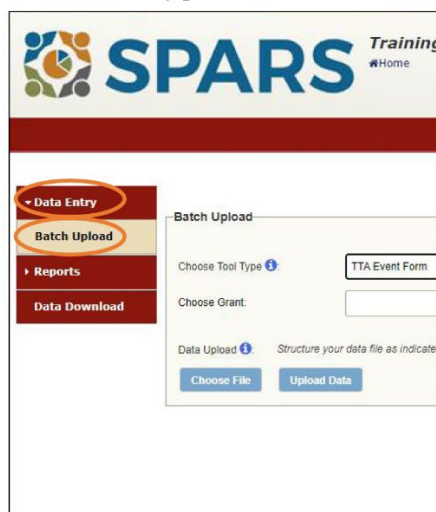 SPARS
Training
Home
Data Entry
Batch Upload
Reports
Data Download
Batch Upload
Choose Tool Type
TTA Event Form
Choose Grant:
Data Upload : Structure your data file as indicate
Choose File Upload Data